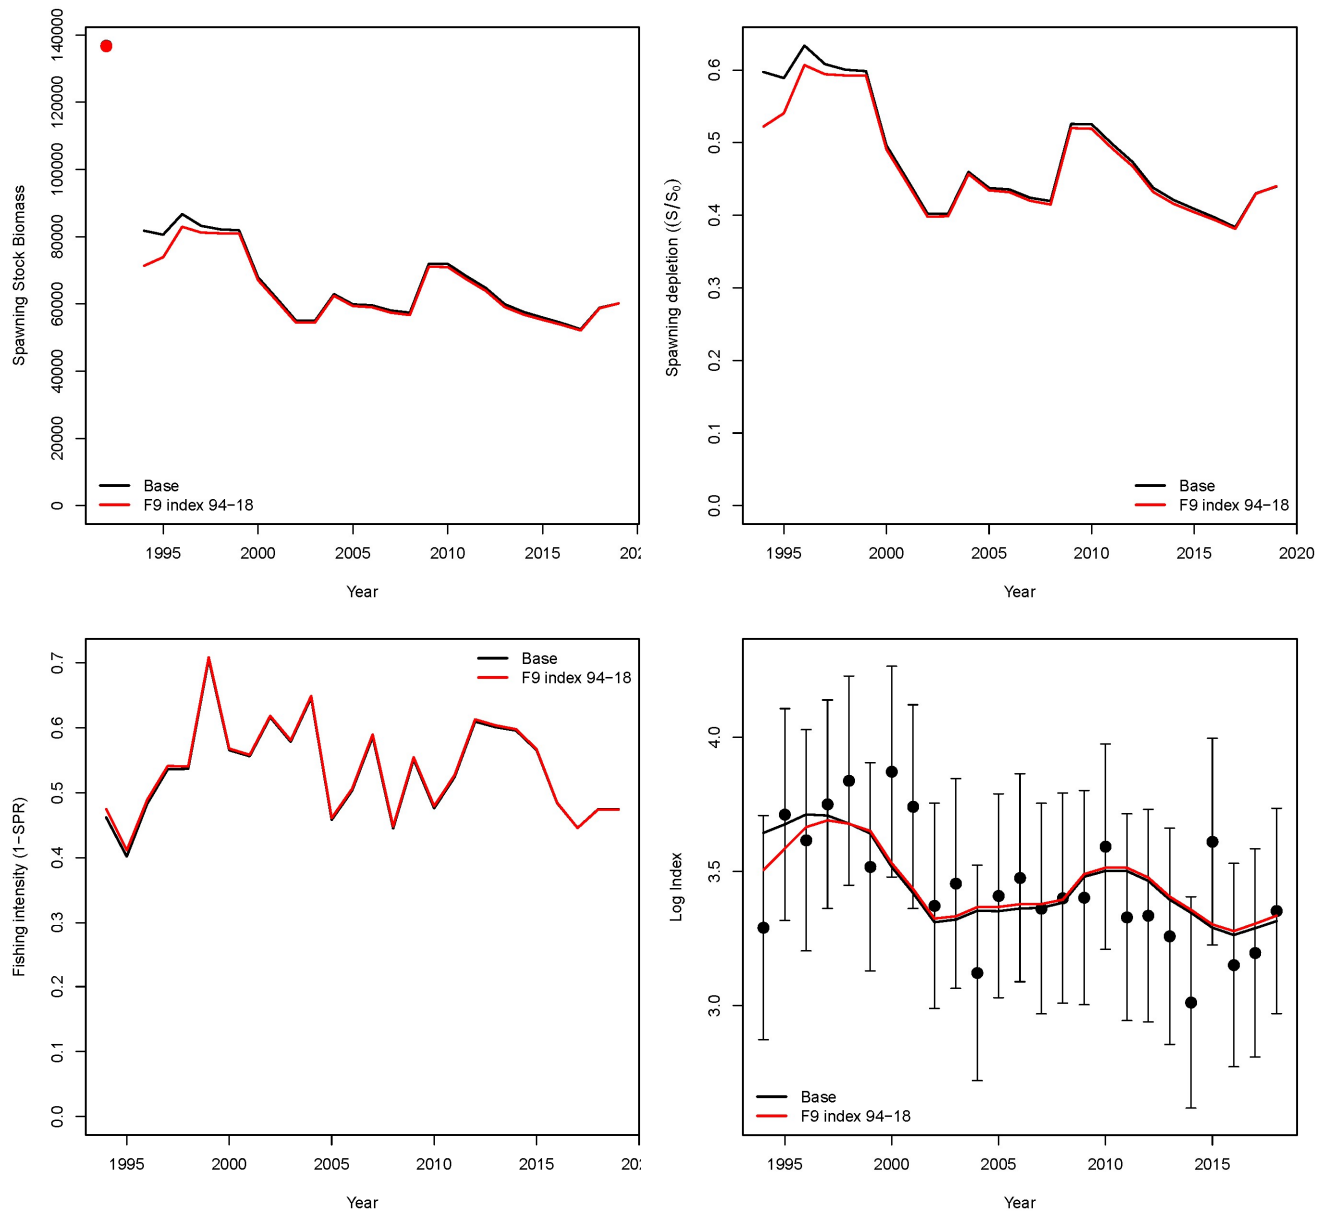 140000
120000
100000
80000
60000
40000
20000
0
Spawning Stock Biomass
Base
F9 index 94−18
1995 2000 2005 2010 2015 202
Year
0.6
0.5
0.4
0.3
0.2
0.1
0.0
Spawning depletion ((S/S0)
Base
F9 index 94−18
1995 2000 2005 2010 2015 2020
Year
0.7
0.6
0.5
0.4
0.3
0.2
0.1
0.0
Fishing intensity (1−SPR)
Base
F9 index 94−18
1995 2000 2005 2010 2015 202
Year
4.0
3.5
3.0
Log Index
Base
F9 index 94−18
1995 2000 2005 2010 2015
Year